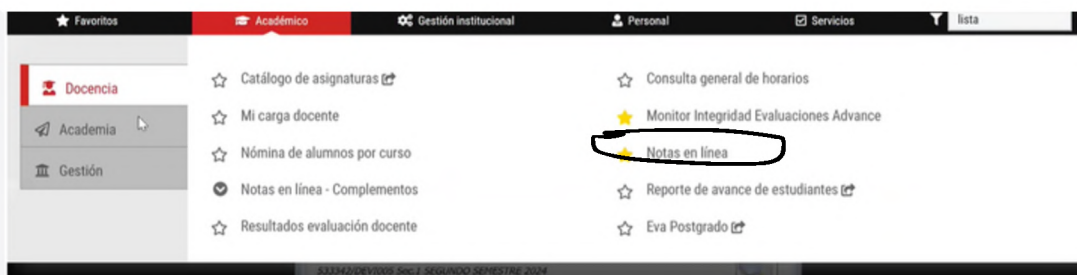 Favoritos
Académico
Gestión institucional
Personal
Servicios
lista
Docencia
Academia
Gestión
Catálogo de asignaturas
Mi carga docente
Nómina de alumnos por curso
Notas en línea - Complementos
Resultados evaluación docente
Consulta general de horarios
Monitor Integridad Evaluaciones Advance
Notas en línea
Reporte de avance de estudiantes
Eva Postgrado
Sec.1 SEGUNDO SEMESTRE 2024